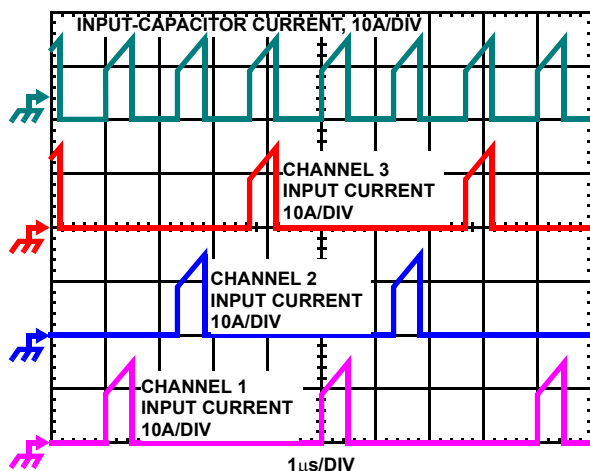 INPUT-CAPACITOR CURRENT, 10A/DIV
CHANNEL 3
INPUT CURRENT
10A/DIV
CHANNEL 2
INPUT CURRENT
10A/DIV
CHANNEL 1
INPUT CURRENT
10A/DIV
1μs/DIV